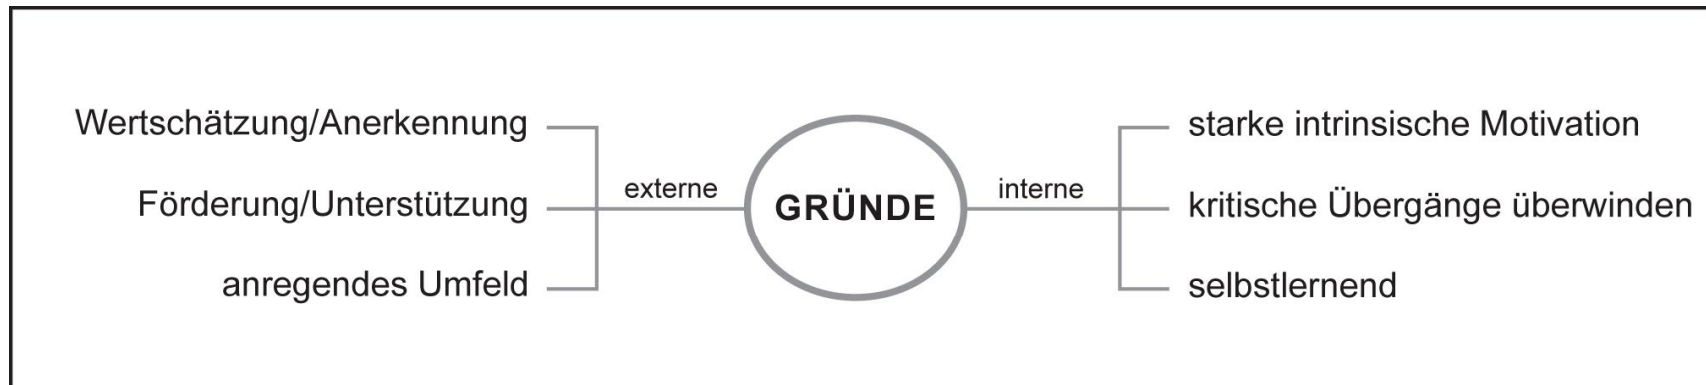 Wertschätzung/Anerkennung
Förderung/Unterstützung
anregendes Umfeld
externe
GRÜNDE
interne
starke intrinsische Motivation
kritische Übergänge überwinden
selbstlernend